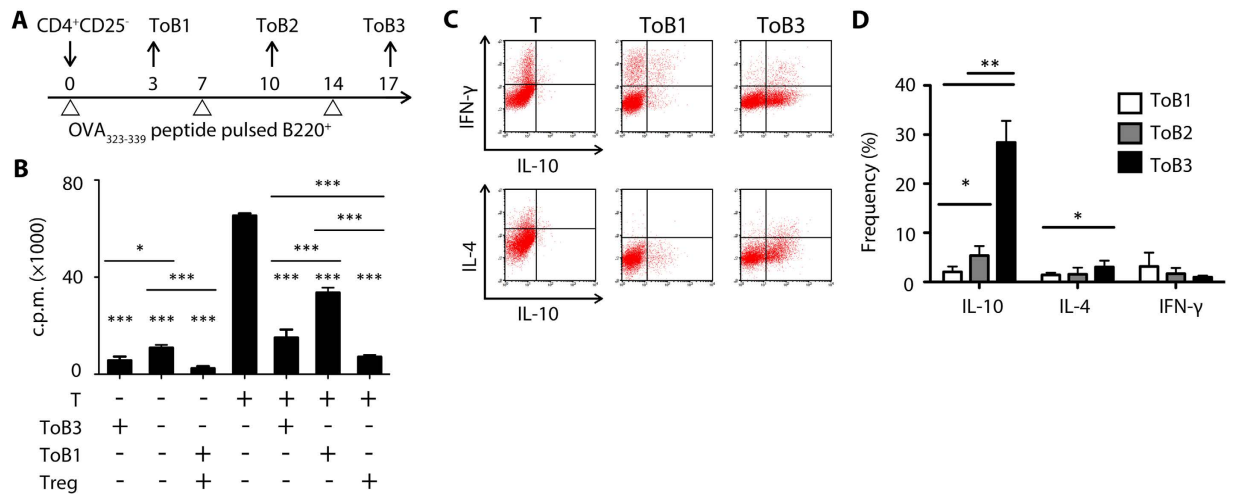 A
CD4⁺CD25⁻ ToB1 ToB2 ToB3
0 3 7 10 14 17
OVA₃₂₃₋₃₃₉ peptide pulsed B220⁺
B
c.p.m. (×1000)
80
40
0
***
***
* *** ***
*** *** *** ***
*** *** ***
T - - - + + + +
ToB3 + - - - + - -
ToB1 - - + - - + -
Treg - - + - - - +
C
T ToB1 ToB3
IFN-γ
IL-10
IL-4
IL-10
D
Frequency (%)
40
30
20
10
0
**
*
*
ToB1
ToB2
ToB3
IL-10 IL-4 IFN-γ